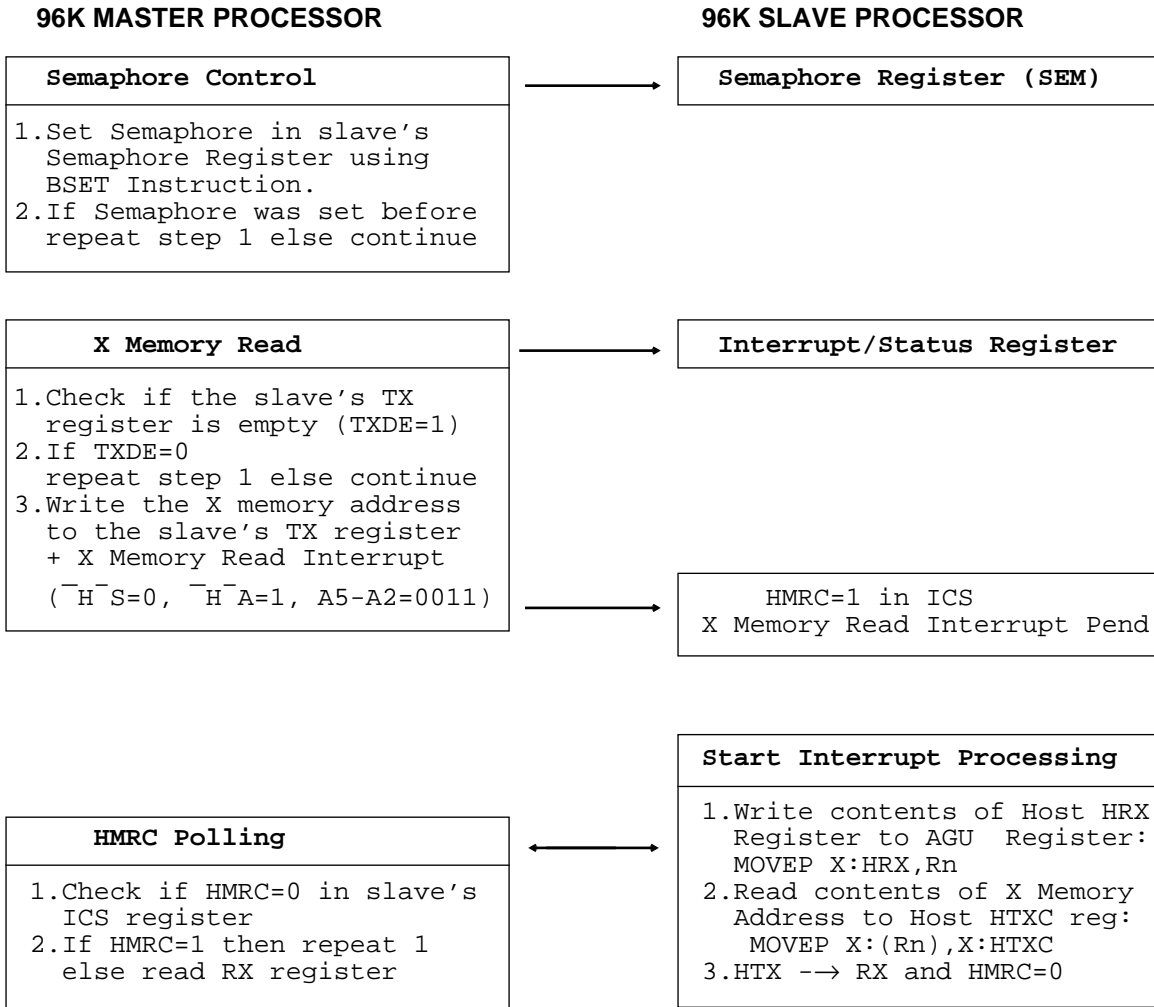 96K MASTER PROCESSOR
96K SLAVE PROCESSOR
Semaphore Control
Semaphore Register (SEM)
1.Set Semaphore in slave's
Semaphore Register using
BSET Instruction.
2.If Semaphore was set before
repeat step 1 else continue
X Memory Read
Interrupt/Status Register
1.Check if the slave's TX
register is empty (TXDE=1)
2.If TXDE=0
repeat step 1 else continue
3.Write the X memory address
to the slave's TX register
+ X Memory Read Interrupt
(¯H¯S=0, ¯H¯A=1, A5-A2=0011)
HMRC=1 in ICS
X Memory Read Interrupt Pend
Start Interrupt Processing
1.Write contents of Host HRX
Register to AGU Register:
MOVEP X:HRX,Rn
2.Read contents of X Memory
Address to Host HTXC reg:
MOVEP X:(Rn),X:HTXC
3.HTX -→ RX and HMRC=0
HMRC Polling
1.Check if HMRC=0 in slave's
ICS register
2.If HMRC=1 then repeat 1
else read RX register